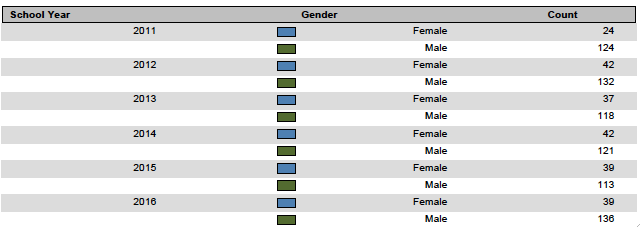 School Year Gender Count
2011 Female 24
Male 124
2012 Female 42
Male 132
2013 Female 37
Male 118
2014 Female 42
Male 121
2015 Female 39
Male 113
2016 Female 39
Male 136